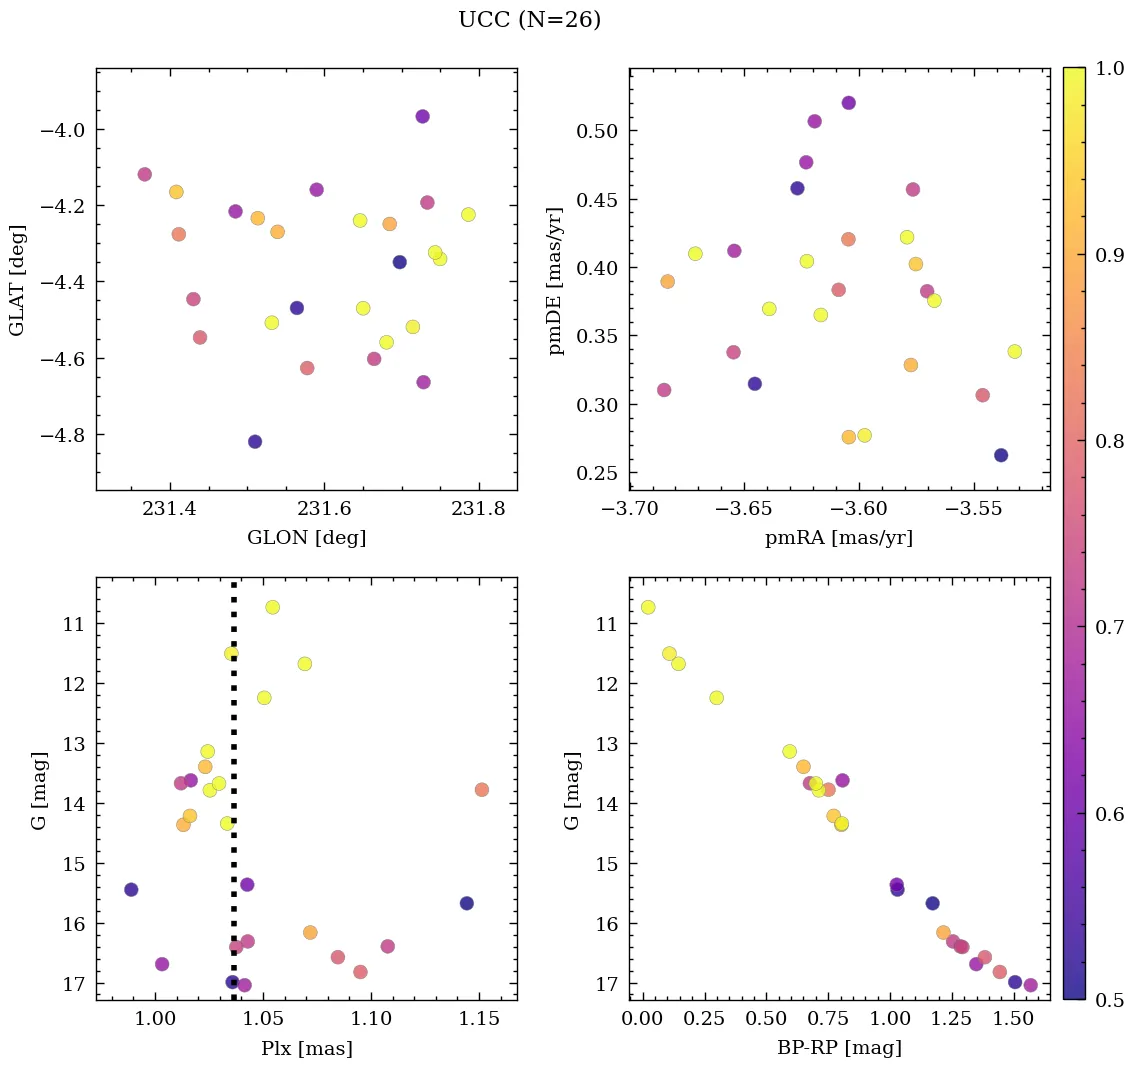 UCC (N=26)
−4.0
−4.2
−4.4
−4.6
−4.8
GLAT [deg]
231.4 231.6 231.8
GLON [deg]
0.50
0.45
0.40
0.35
0.30
0.25
pmDE [mas/yr]
−3.70 −3.65 −3.60 −3.55
pmRA [mas/yr]
11
12
13
14
15
16
17
G [mag]
1.00 1.05 1.10 1.15
Plx [mas]
11
12
13
14
15
16
17
G [mag]
0.00 0.25 0.50 0.75 1.00 1.25 1.50
BP-RP [mag]
1.0
0.9
0.8
0.7
0.6
0.5